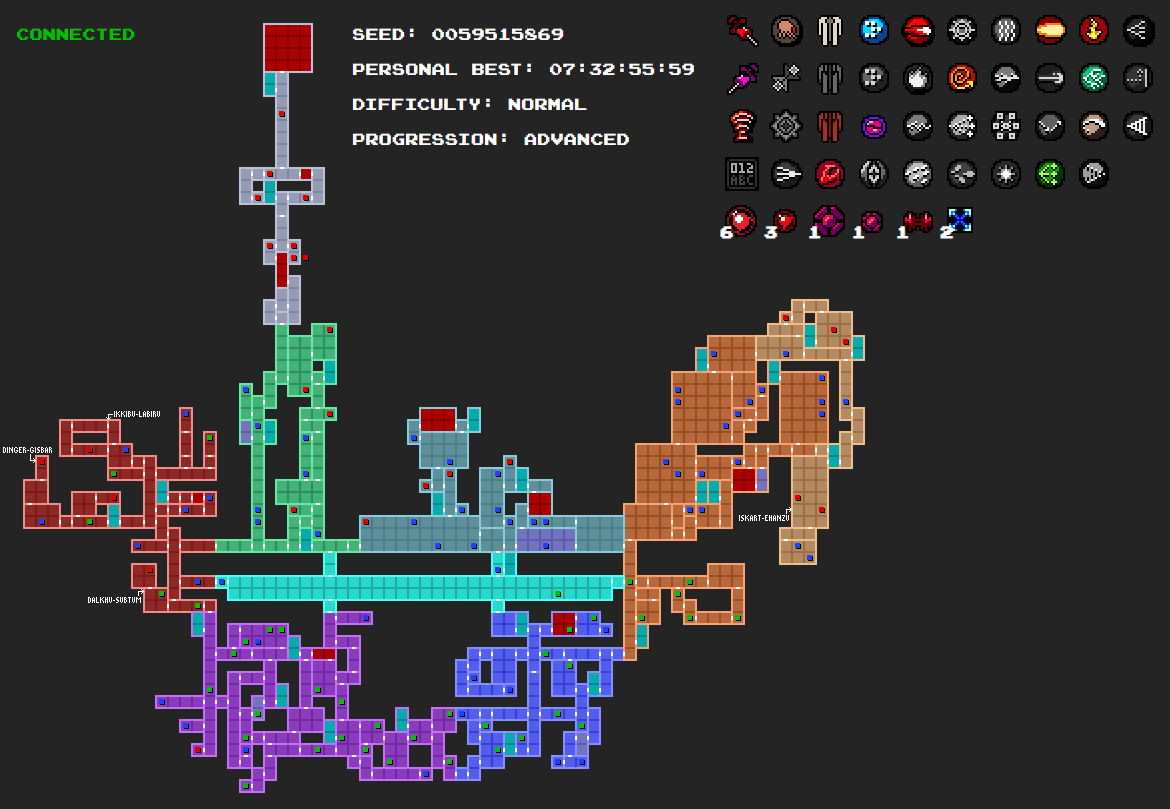 CONNECTED
SEED: 0059515869
PERSONAL BEST: 07:32:55:59
DIFFICULTY: NORMAL
PROGRESSION: ADVANCED
012
ABC
6 3 1 1 1 2
IKKIBU-LABIRU
DINGER-GISBAR
ISKART-EHANZU
DALKHU-SUBTUM